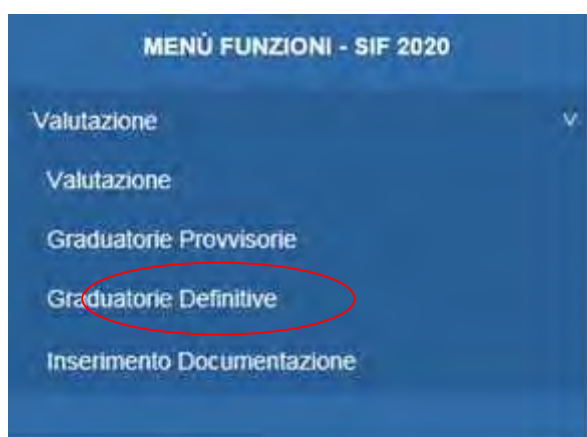 MENÙ FUNZIONI - SIF 2020
Valutazione V
Valutazione
Graduatorie Provvisorie
Graduatorie Definitive
Inserimento Documentazione